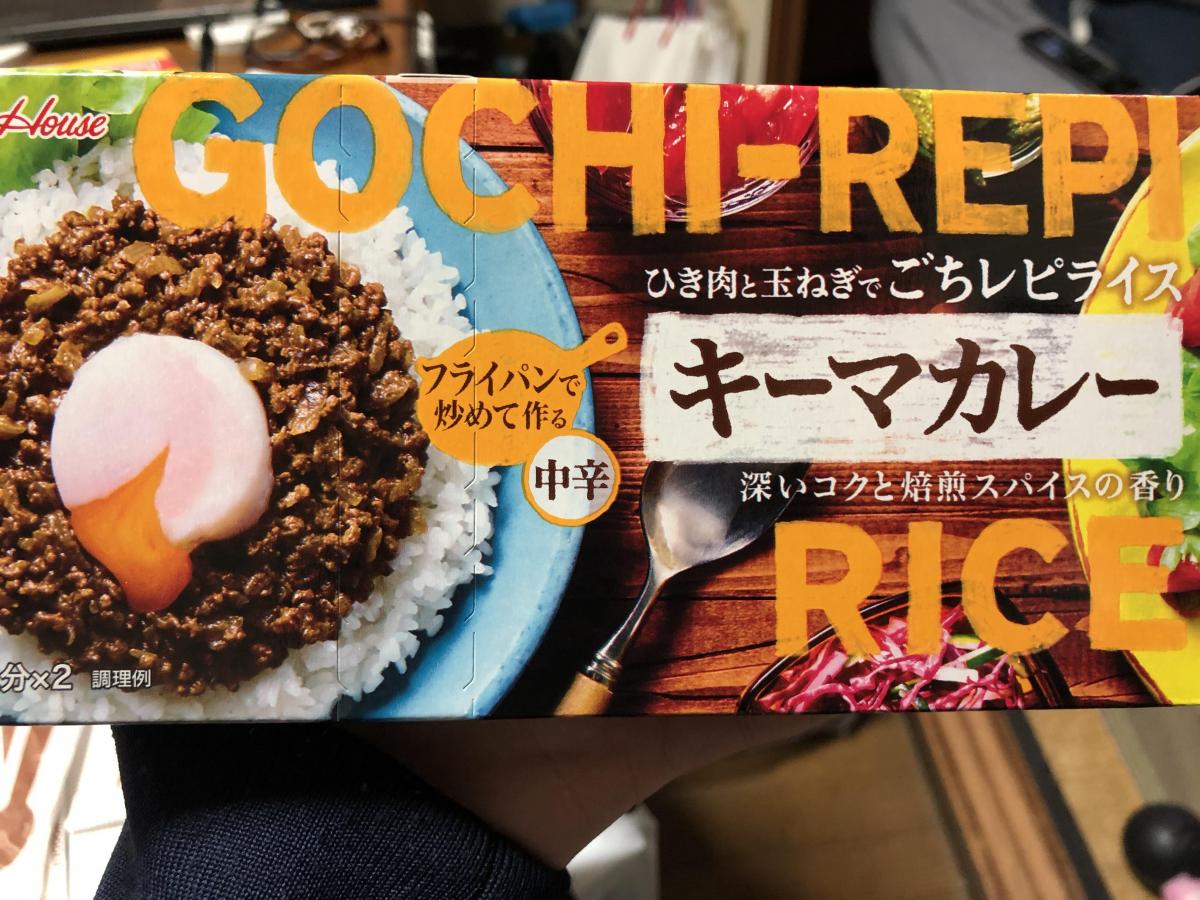 House
GOCHI-REPI
ひき肉と玉ねぎでごちレピライス
キーマカレー
フライパンで
炒めて作る
中辛
深いコクと焙煎スパイスの香り
RICE
分×2 調理例